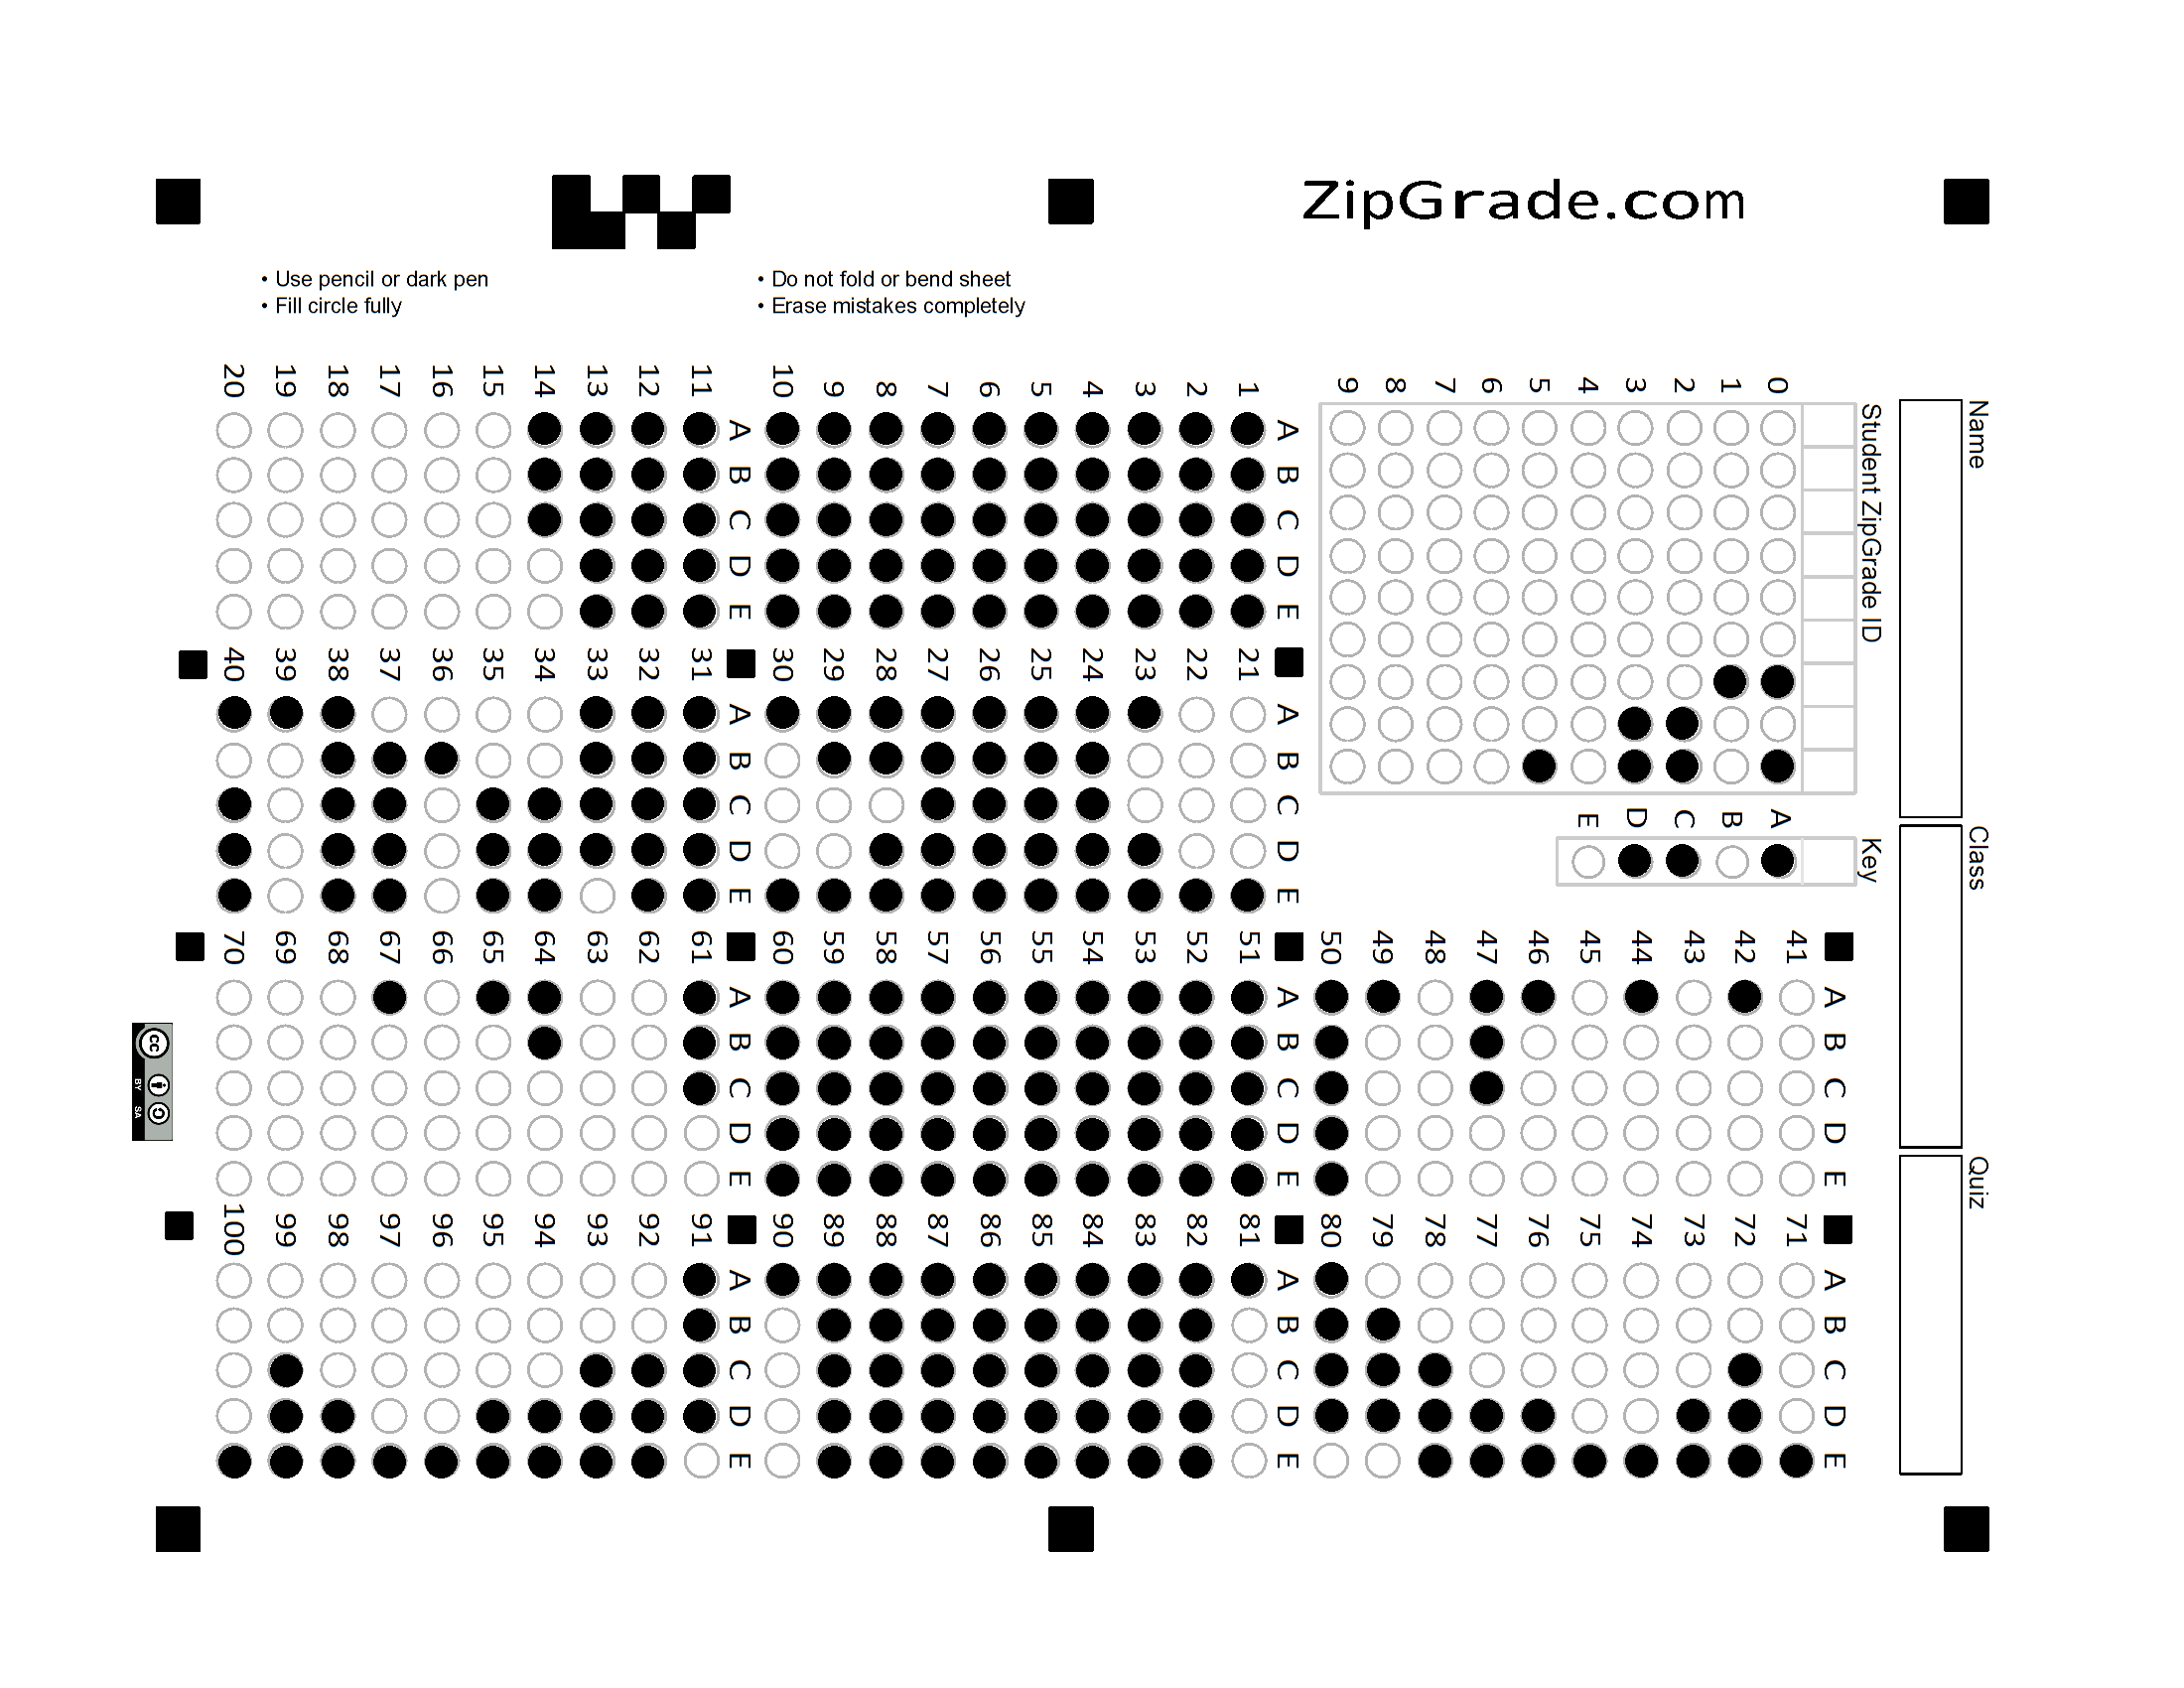 ZipGrade.com
• Use pencil or dark pen
• Fill circle fully
• Do not fold or bend sheet
• Erase mistakes completely
Name
Class
Quiz
Student ZipGrade ID
0 1 2 3 4 5 6 7 8 9
Key
A B C D E
1 2 3 4 5 6 7 8 9 10
A B C D E
11 12 13 14 15 16 17 18 19 20
A B C D E
21 22 23 24 25 26 27 28 29 30
A B C D E
31 32 33 34 35 36 37 38 39 40
A B C D E
41 42 43 44 45 46 47 48 49 50
A B C D E
51 52 53 54 55 56 57 58 59 60
A B C D E
61 62 63 64 65 66 67 68 69 70
A B C D E
71 72 73 74 75 76 77 78 79 80
A B C D E
81 82 83 84 85 86 87 88 89 90
A B C D E
91 92 93 94 95 96 97 98 99 100
A B C D E
cc
BY SA